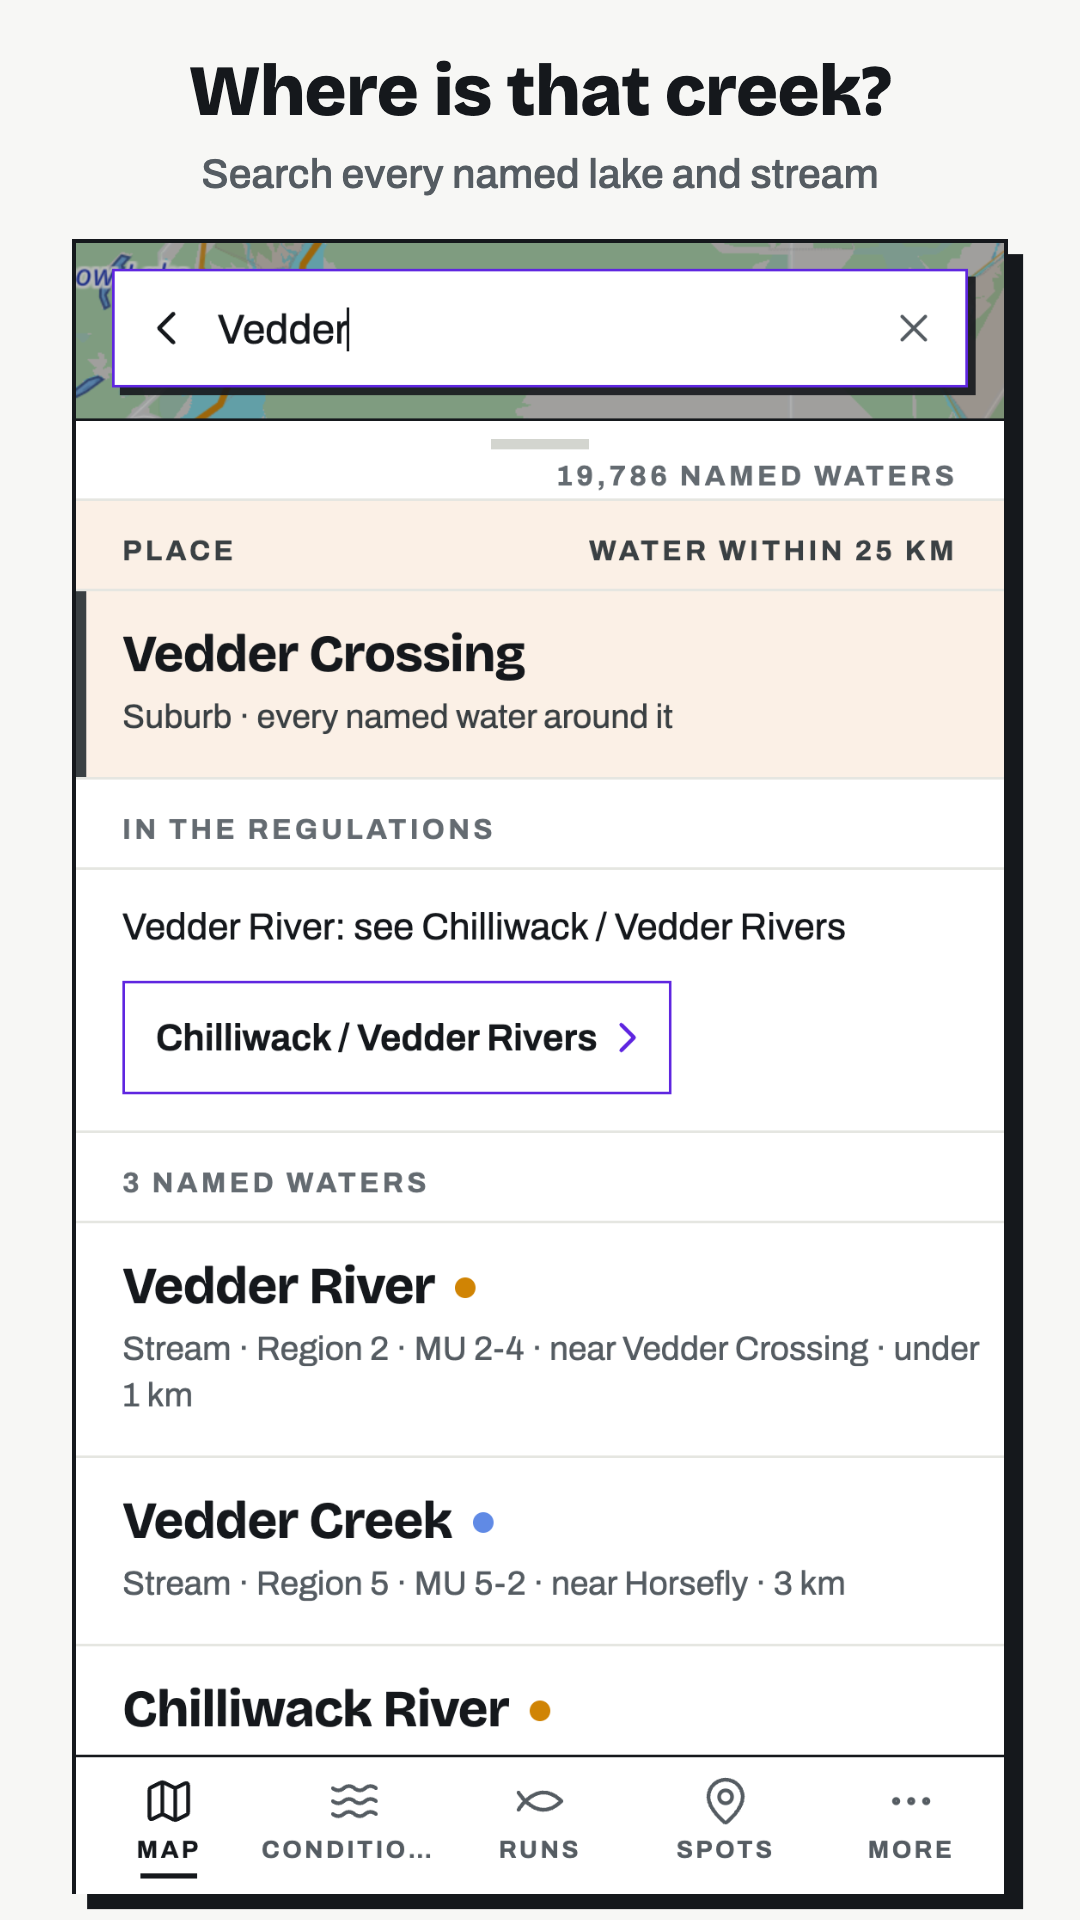 Where is that creek?
Search every named lake and stream
Vedder
19,786 NAMED WATERS
PLACE
WATER WITHIN 25 KM
Vedder Crossing
Suburb · every named water around it
IN THE REGULATIONS
Vedder River: see Chilliwack / Vedder Rivers
Chilliwack / Vedder Rivers
3 NAMED WATERS
Vedder River
Stream · Region 2 · MU 2-4 · near Vedder Crossing · under
1 km
Vedder Creek
Stream · Region 5 · MU 5-2 · near Horsefly · 3 km
Chilliwack River
MAP
CONDITIO...
RUNS
SPOTS
MORE